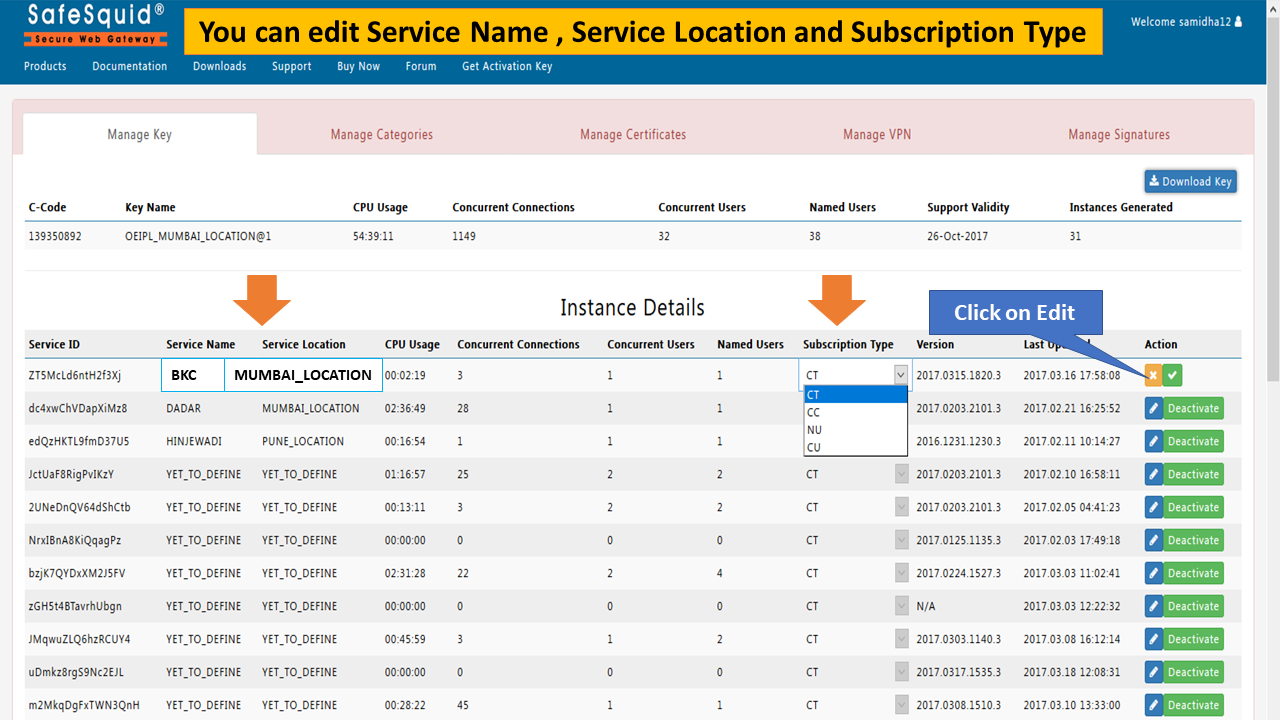 SafeSquid®
Secure Web Gateway
You can edit Service Name , Service Location and Subscription Type
Welcome samidha12
Products Documentation Downloads Support Buy Now Forum Get Activation Key
Manage Key Manage Categories Manage Certificates Manage VPN Manage Signatures
Download Key
C-Code Key Name CPU Usage Concurrent Connections Concurrent Users Named Users Support Validity Instances Generated
139350892 OEIPL_MUMBAI_LOCATION@1 54:39:11 1149 32 38 26-Oct-2017 31
Instance Details
Click on Edit
Service ID Service Name Service Location CPU Usage Concurrent Connections Concurrent Users Named Users Subscription Type Version Action
ZT5McLd6ntH2f3Xj BKC MUMBAI_LOCATION 00:02:19 3 1 1 CT 2017.0315.1820.3 2017.03.16 17:58:08
CT
CC
NU
CU
dc4xwChVDapXiMz8 DADAR MUMBAI_LOCATION 02:36:49 28 1 1 2017.0203.2101.3 2017.02.21 16:25:52 Deactivate
edQzHKTL9fmD37U5 HINJEWADI PUNE_LOCATION 00:16:54 1 1 1 2016.1231.1230.3 2017.02.11 10:14:27 Deactivate
JctUaF8RigPvIKzY YET_TO_DEFINE YET_TO_DEFINE 01:16:57 25 2 2 CT 2017.0203.2101.3 2017.02.10 16:58:11 Deactivate
2UNeDnQV64dShCtb YET_TO_DEFINE YET_TO_DEFINE 00:13:11 3 2 2 CT 2017.0203.2101.3 2017.02.05 04:41:23 Deactivate
NrxIBnA8KiQqagPz YET_TO_DEFINE YET_TO_DEFINE 00:00:00 0 0 0 CT 2017.0125.1135.3 2017.02.03 17:49:18 Deactivate
bzjK7QYDxXM2J5FV YET_TO_DEFINE YET_TO_DEFINE 02:31:28 22 2 4 CT 2017.0224.1527.3 2017.03.03 11:02:41 Deactivate
zGH5t4BTavrhUbgn YET_TO_DEFINE YET_TO_DEFINE 00:00:00 0 0 0 CT N/A 2017.03.03 12:22:32 Deactivate
JMqwuZLQ6hzRCUY4 YET_TO_DEFINE YET_TO_DEFINE 00:45:59 3 1 2 CT 2017.0303.1140.3 2017.03.08 16:12:14 Deactivate
uDmkz8rgS9Nc2EJL YET_TO_DEFINE YET_TO_DEFINE 00:00:00 0 0 0 CT 2017.0317.1535.3 2017.03.18 12:08:31 Deactivate
m2MkqDgFxTWN3QnH YET_TO_DEFINE YET_TO_DEFINE 00:28:22 45 1 1 CT 2017.0308.1510.3 2017.03.10 13:33:00 Deactivate